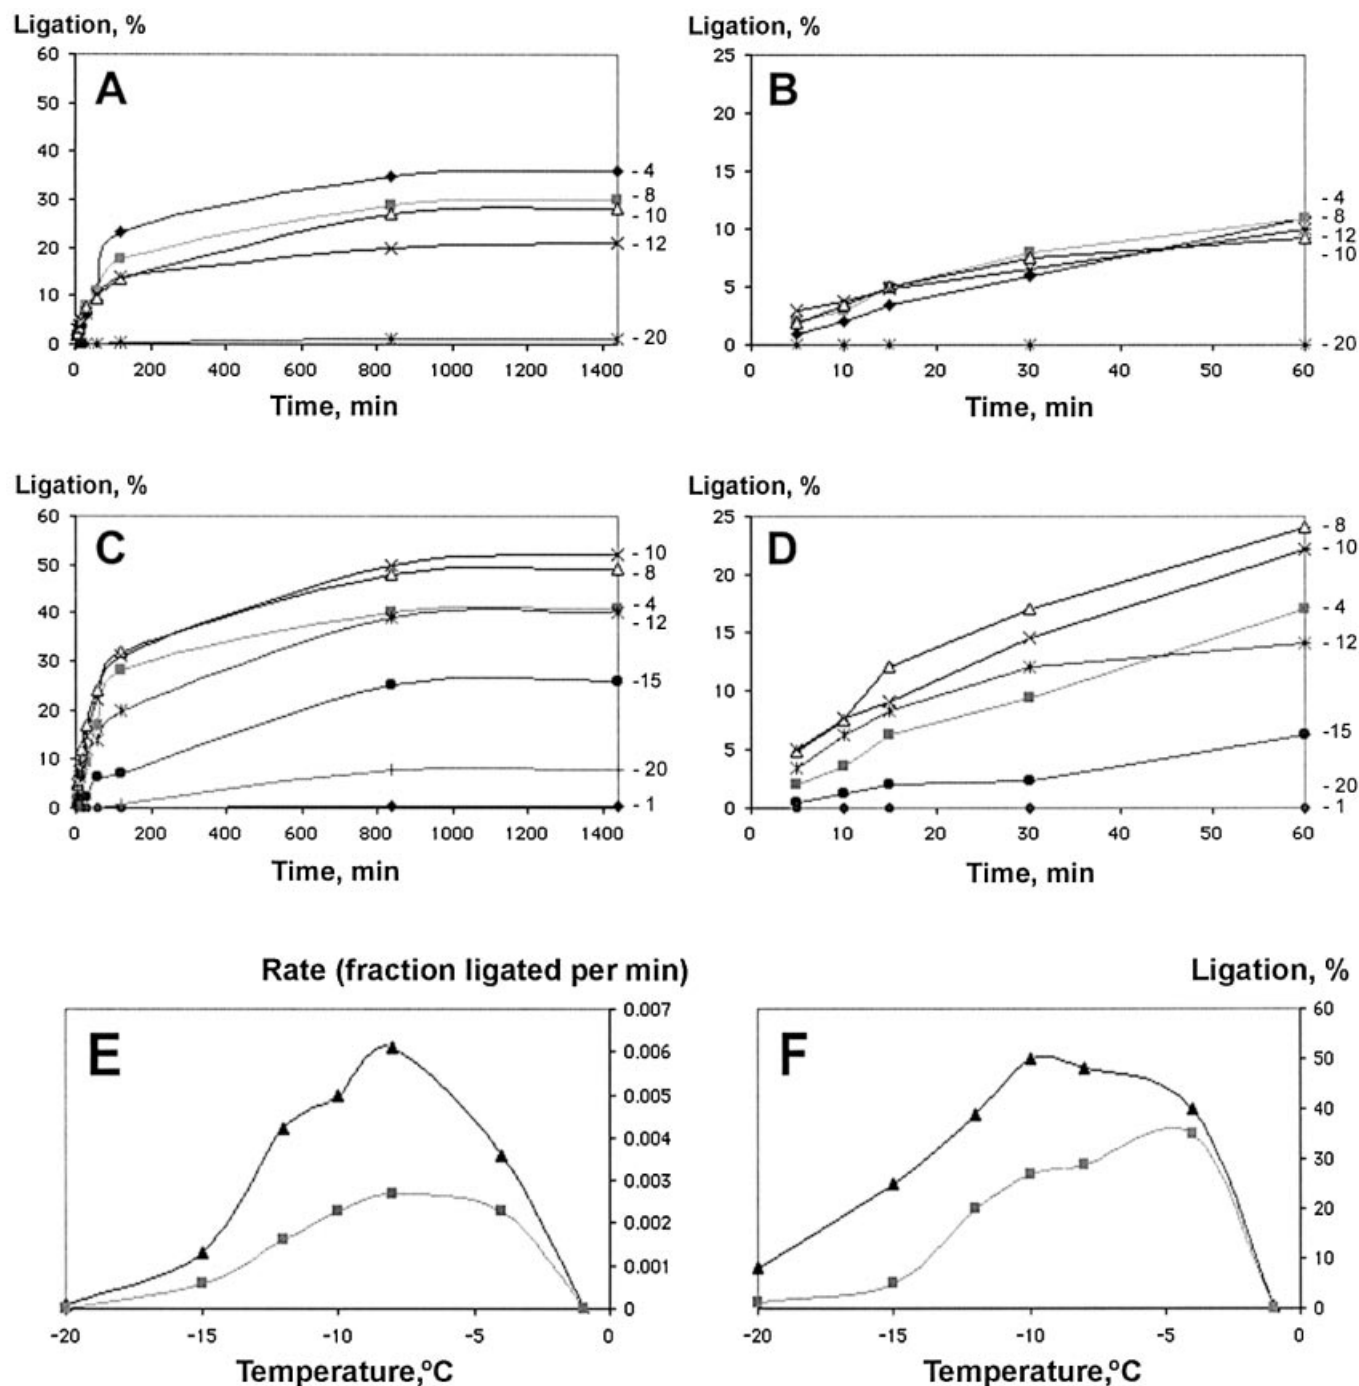 Ligation, %
A
60
50
40
30
20
10
0
- 4
- 8
- 10
- 12
- 20
0 200 400 600 800 1000 1200 1400
Time, min
Ligation, %
B
25
20
15
10
5
0
- 4
- 8
- 12
- 10
- 20
0 10 20 30 40 50 60
Time, min
Ligation, %
C
60
50
40
30
20
10
0
- 10
- 8
- 4
- 12
-15
- 20
- 1
0 200 400 600 800 1000 1200 1400
Time, min
Ligation, %
D
25
20
15
10
5
0
- 8
- 10
- 4
- 12
-15
- 20
- 1
0 10 20 30 40 50 60
Time, min
Rate (fraction ligated per min)
E
0.007
0.006
0.005
0.004
0.003
0.002
0.001
0
-20 -15 -10 -5 0
Temperature,ºC
Ligation, %
F
60
50
40
30
20
10
0
-20 -15 -10 -5 0
Temperature,ºC